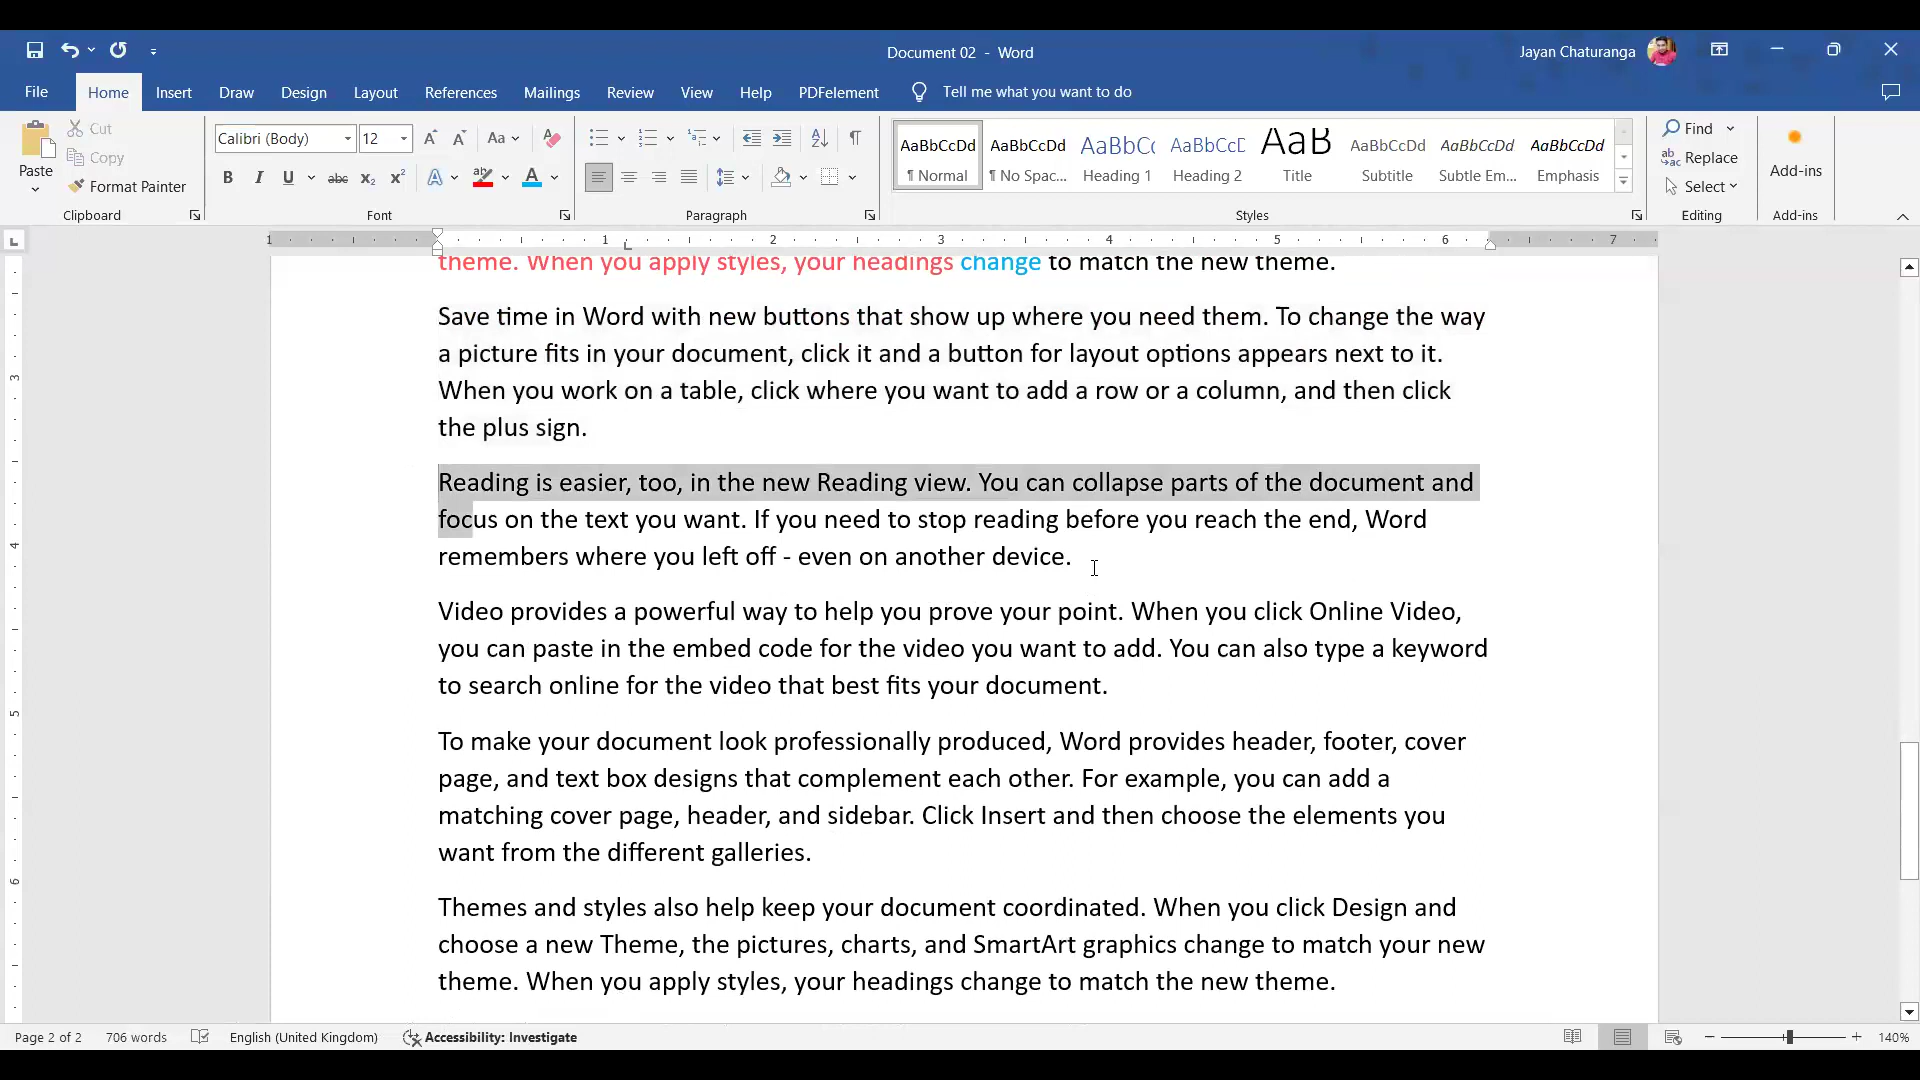 Document 02 - Word
Jayan Chaturanga
File Home Insert Draw Design Layout References Mailings Review View Help PDFelement Tell me what you want to do
Paste
Cut
Copy
Format Painter
Clipboard
Calibri (Body) 12
Font
Paragraph
AaBbCcDd AaBbCcDd AaBbC( AaBbCcE AaB AaBbCcDd AaBbCcDd AaBbCcDd
¶ Normal ¶ No Spac... Heading 1 Heading 2 Title Subtitle Subtle Em... Emphasis
Styles
Find
Replace
Select
Editing
Add-ins
Add-ins
1 1 2 3 4 5 6 7
theme. When you apply styles, your headings change to match the new theme.
Save time in Word with new buttons that show up where you need them. To change the way
a picture fits in your document, click it and a button for layout options appears next to it.
When you work on a table, click where you want to add a row or a column, and then click
the plus sign.
Reading is easier, too, in the new Reading view. You can collapse parts of the document and
focus on the text you want. If you need to stop reading before you reach the end, Word
remembers where you left off - even on another device.
Video provides a powerful way to help you prove your point. When you click Online Video,
you can paste in the embed code for the video you want to add. You can also type a keyword
to search online for the video that best fits your document.
To make your document look professionally produced, Word provides header, footer, cover
page, and text box designs that complement each other. For example, you can add a
matching cover page, header, and sidebar. Click Insert and then choose the elements you
want from the different galleries.
Themes and styles also help keep your document coordinated. When you click Design and
choose a new Theme, the pictures, charts, and SmartArt graphics change to match your new
theme. When you apply styles, your headings change to match the new theme.
3
4
5
6
Page 2 of 2 706 words English (United Kingdom) Accessibility: Investigate 140%